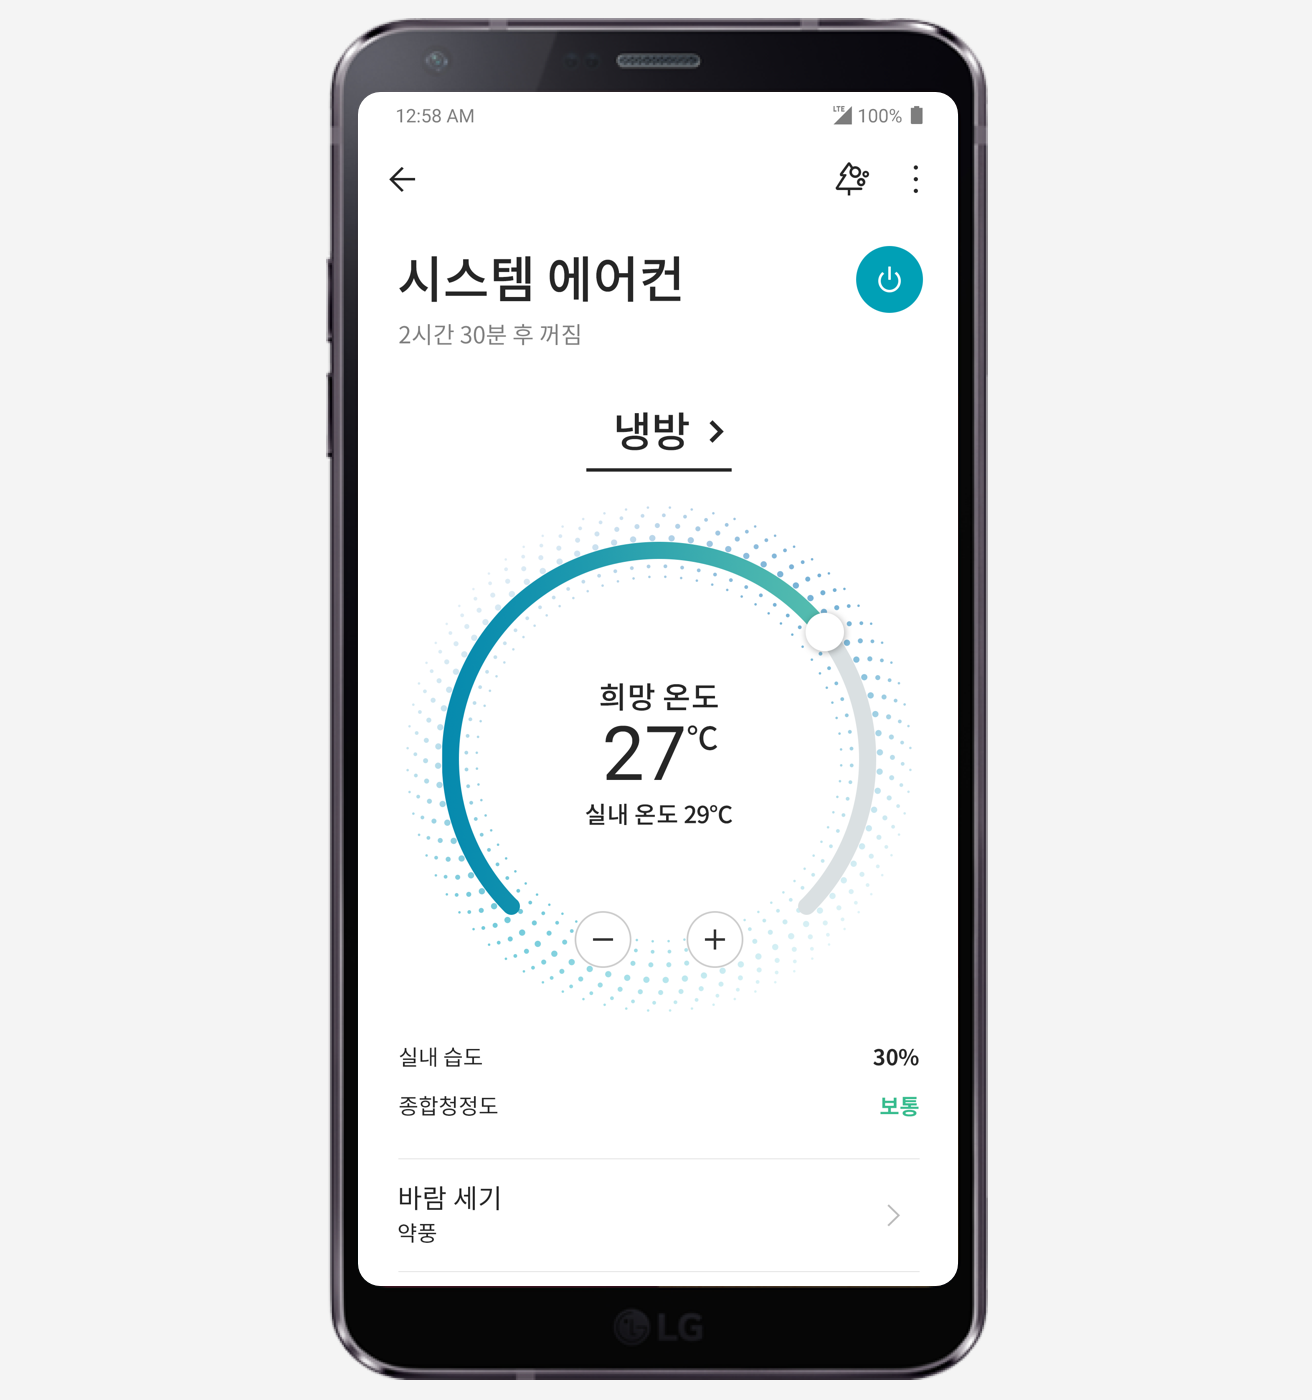 12:58 AM
LTE 100%
시스템 에어컨
2시간 30분 후 꺼짐
냉방
희망 온도
27°C
실내 온도 29°C
실내 습도 30%
종합청정도 보통
바람 세기
약풍
LG